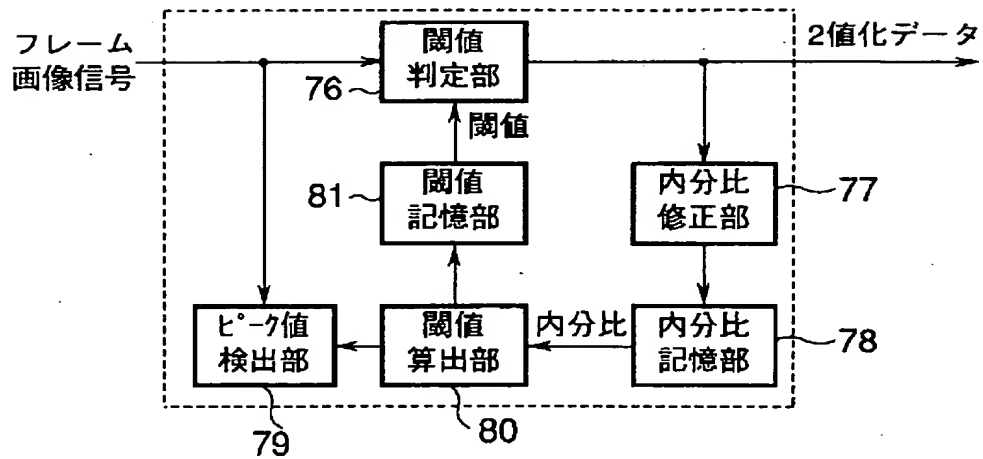 フレーム
画像信号
閾値
判定部
76
2値化データ
閾値
81
閾値
記憶部
内分比
修正部
77
ピーク値
検出部
79
閾値
算出部
80
内分比
内分比
記憶部
78